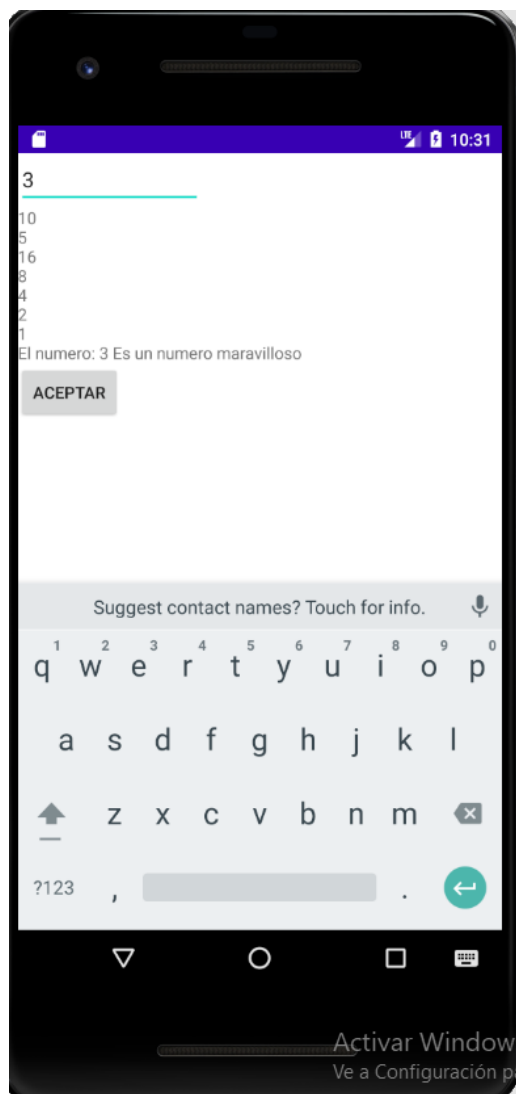 LTE 10:31
3
10
5
16
8
4
2
1
El numero: 3 Es un numero maravilloso
ACEPTAR
Suggest contact names? Touch for info.
1 2 3 4 5 6 7 8 9 0
q w e r t y u i o p
a s d f g h j k l
z x c v b n m
?123 , .
Activar Window
Ve a Configuración p